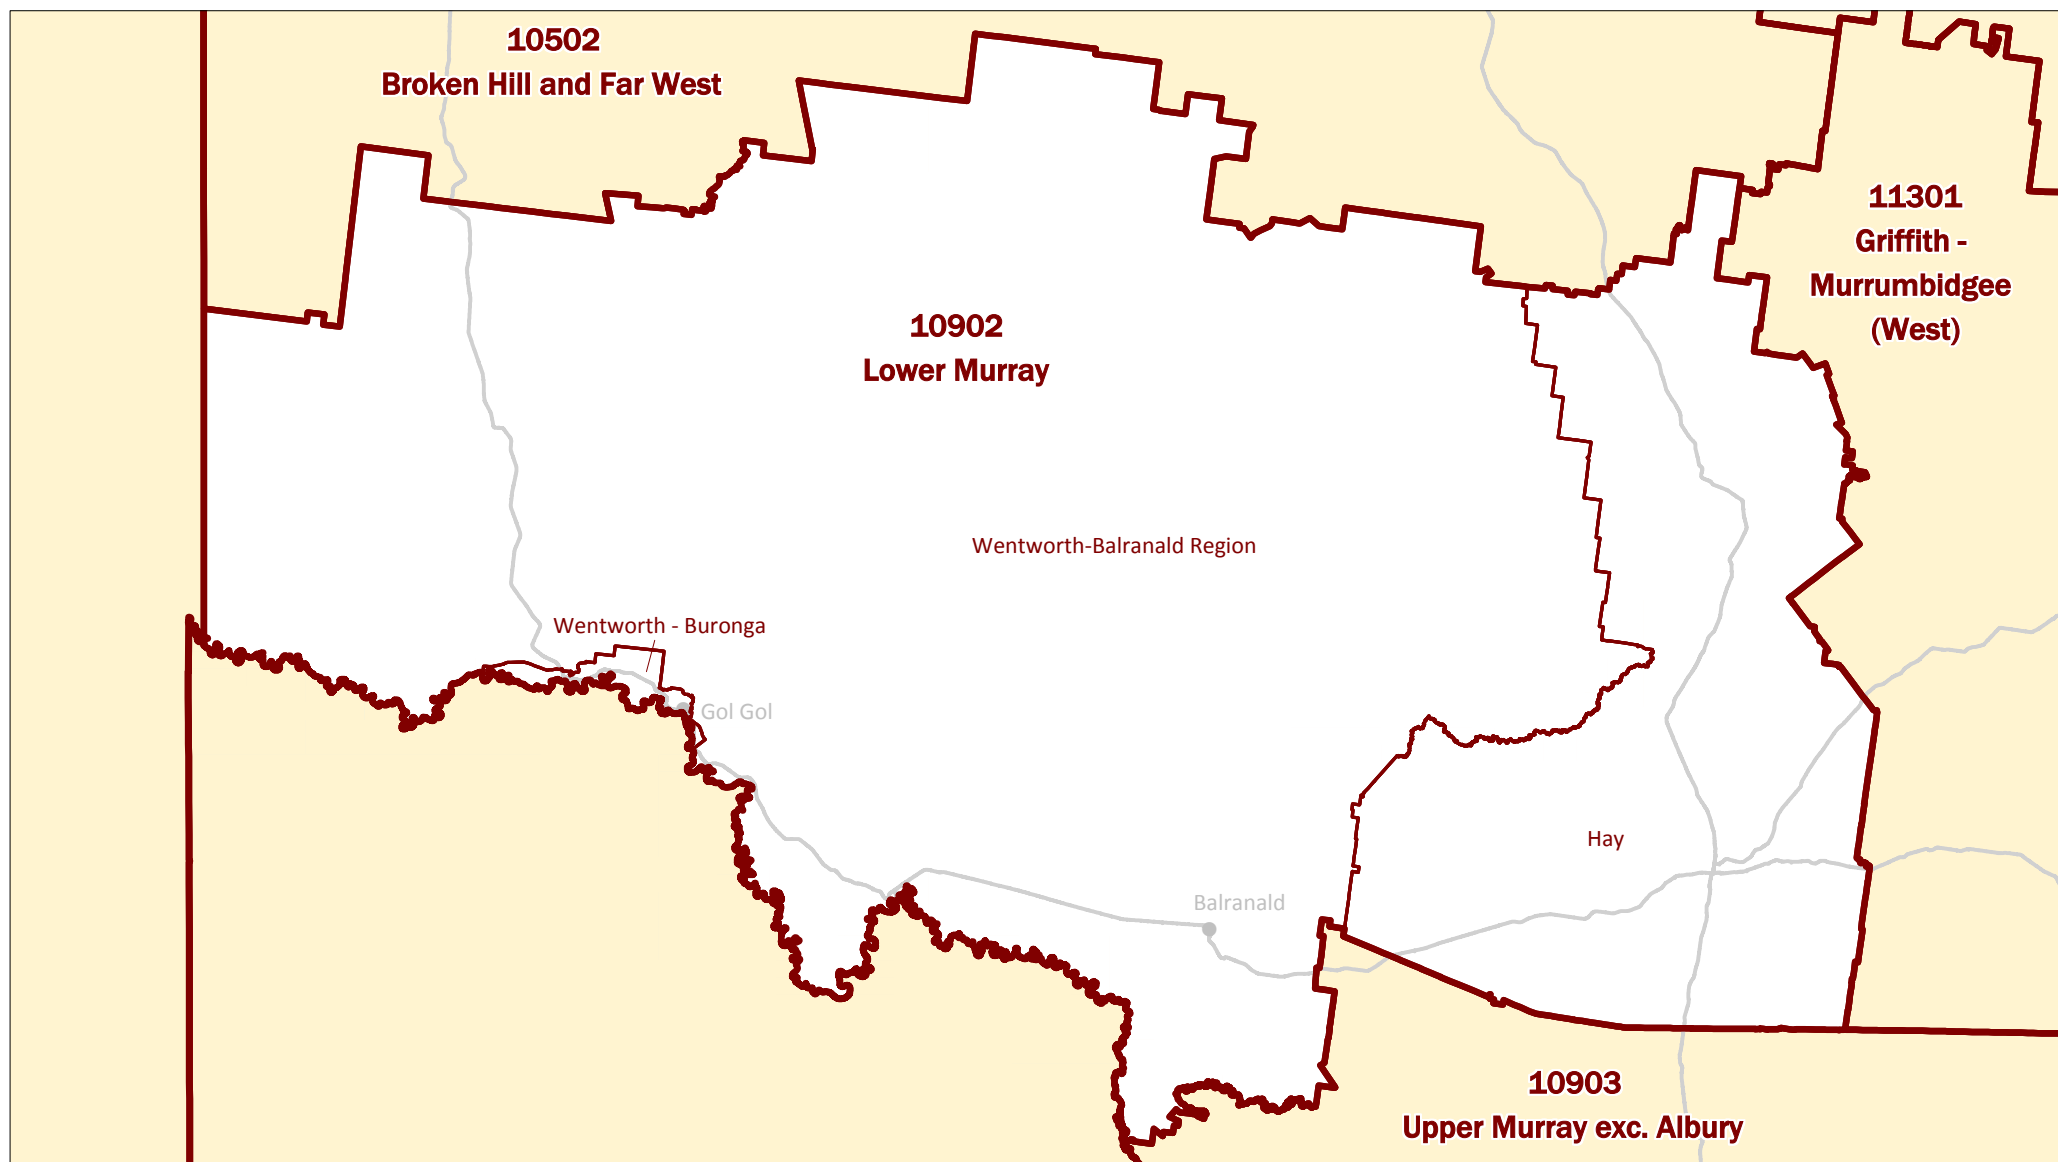 10502
Broken Hill and Far West
11301
Griffith -
Murrumbidgee
(West)
10902
Lower Murray
Wentworth-Balranald Region
Wentworth - Buronga
Gol Gol
Hay
Balranald
10903
Upper Murray exc. Albury